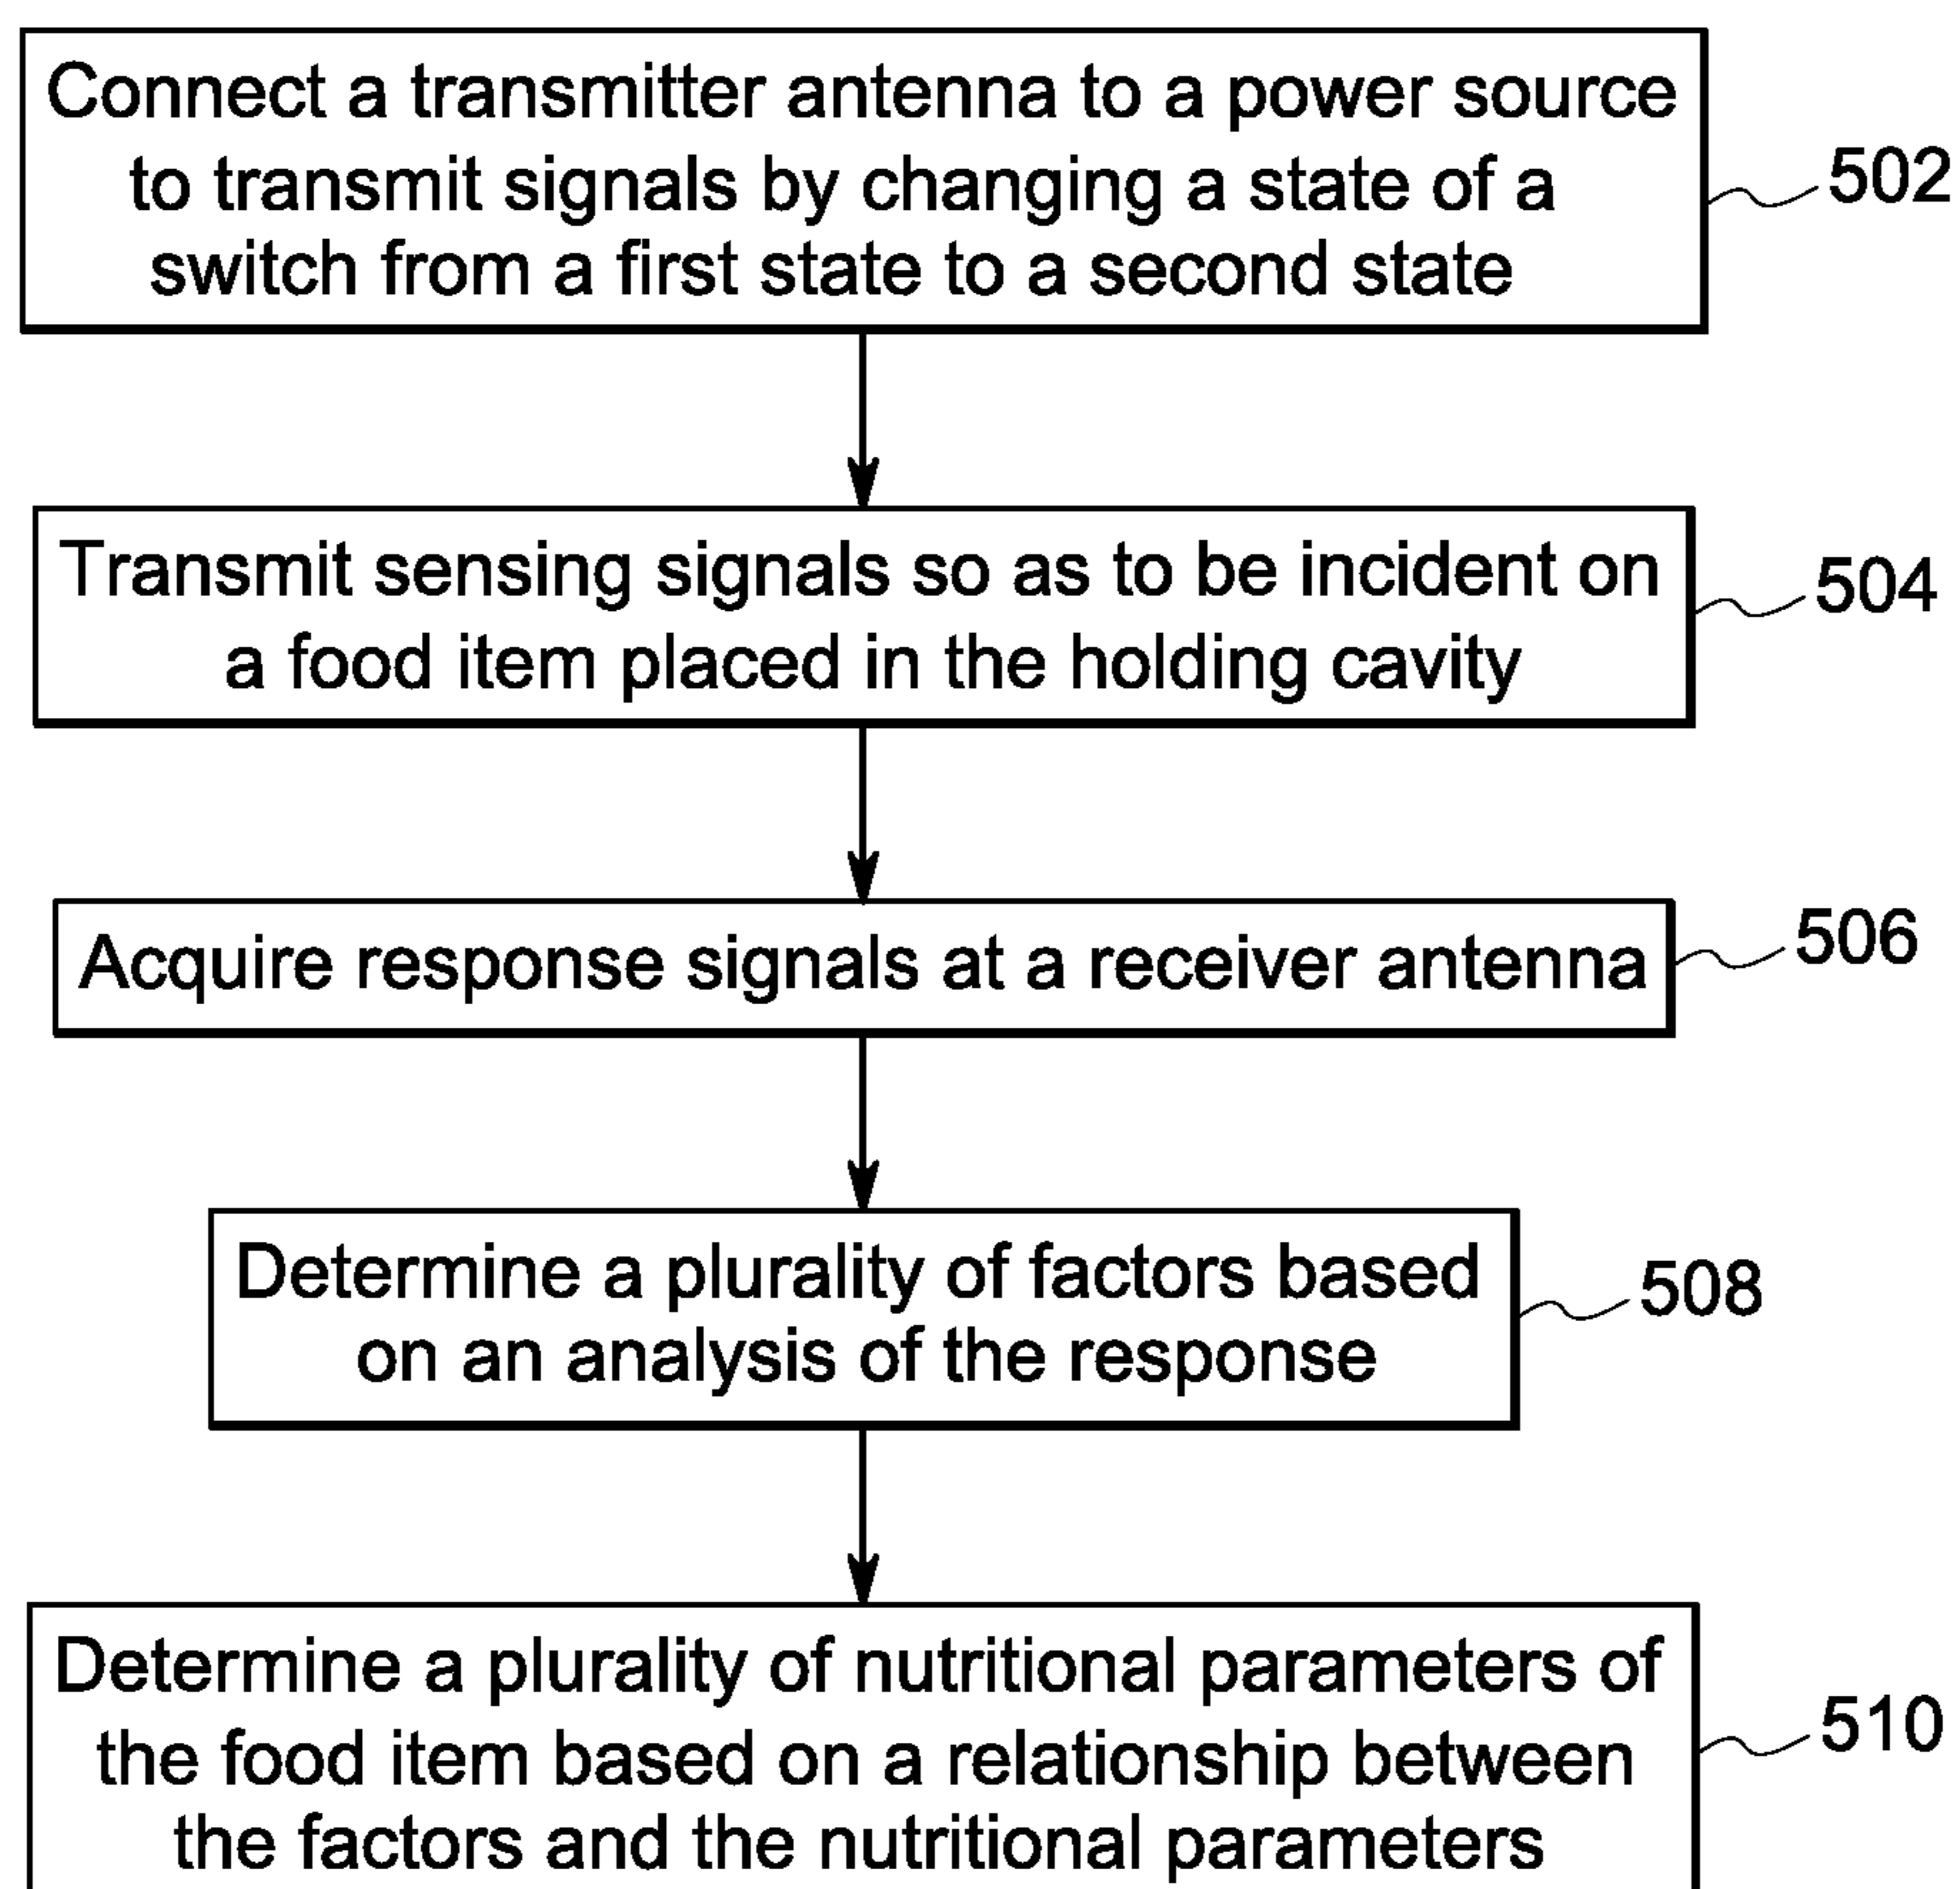 Connect a transmitter antenna to a power source
to transmit signals by changing a state of a
switch from a first state to a second state
502
Transmit sensing signals so as to be incident on
a food item placed in the holding cavity
504
Acquire response signals at a receiver antenna
506
Determine a plurality of factors based
on an analysis of the response
508
Determine a plurality of nutritional parameters of
the food item based on a relationship between
the factors and the nutritional parameters
510